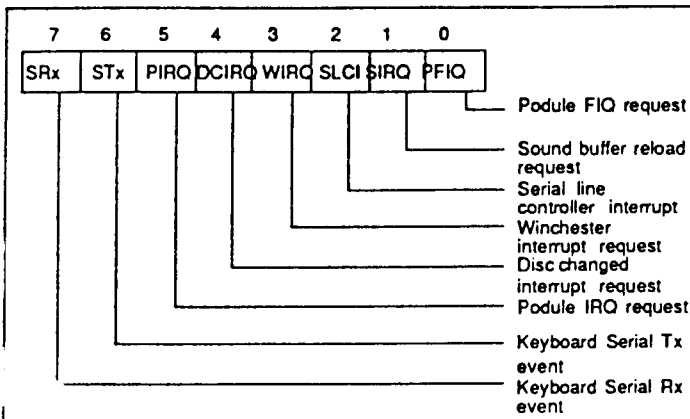 7 6 5 4 3 2 1 0
SRx STx PIRQ DCIRQ WIRQ SLCI SIRQ PFIQ
Podule FIQ request
Sound buffer reload
request
Serial line
controller interrupt
Winchester
interrupt request
Disc changed
interrupt request
Podule IRQ request
Keyboard Serial Tx
event
Keyboard Serial Rx
event